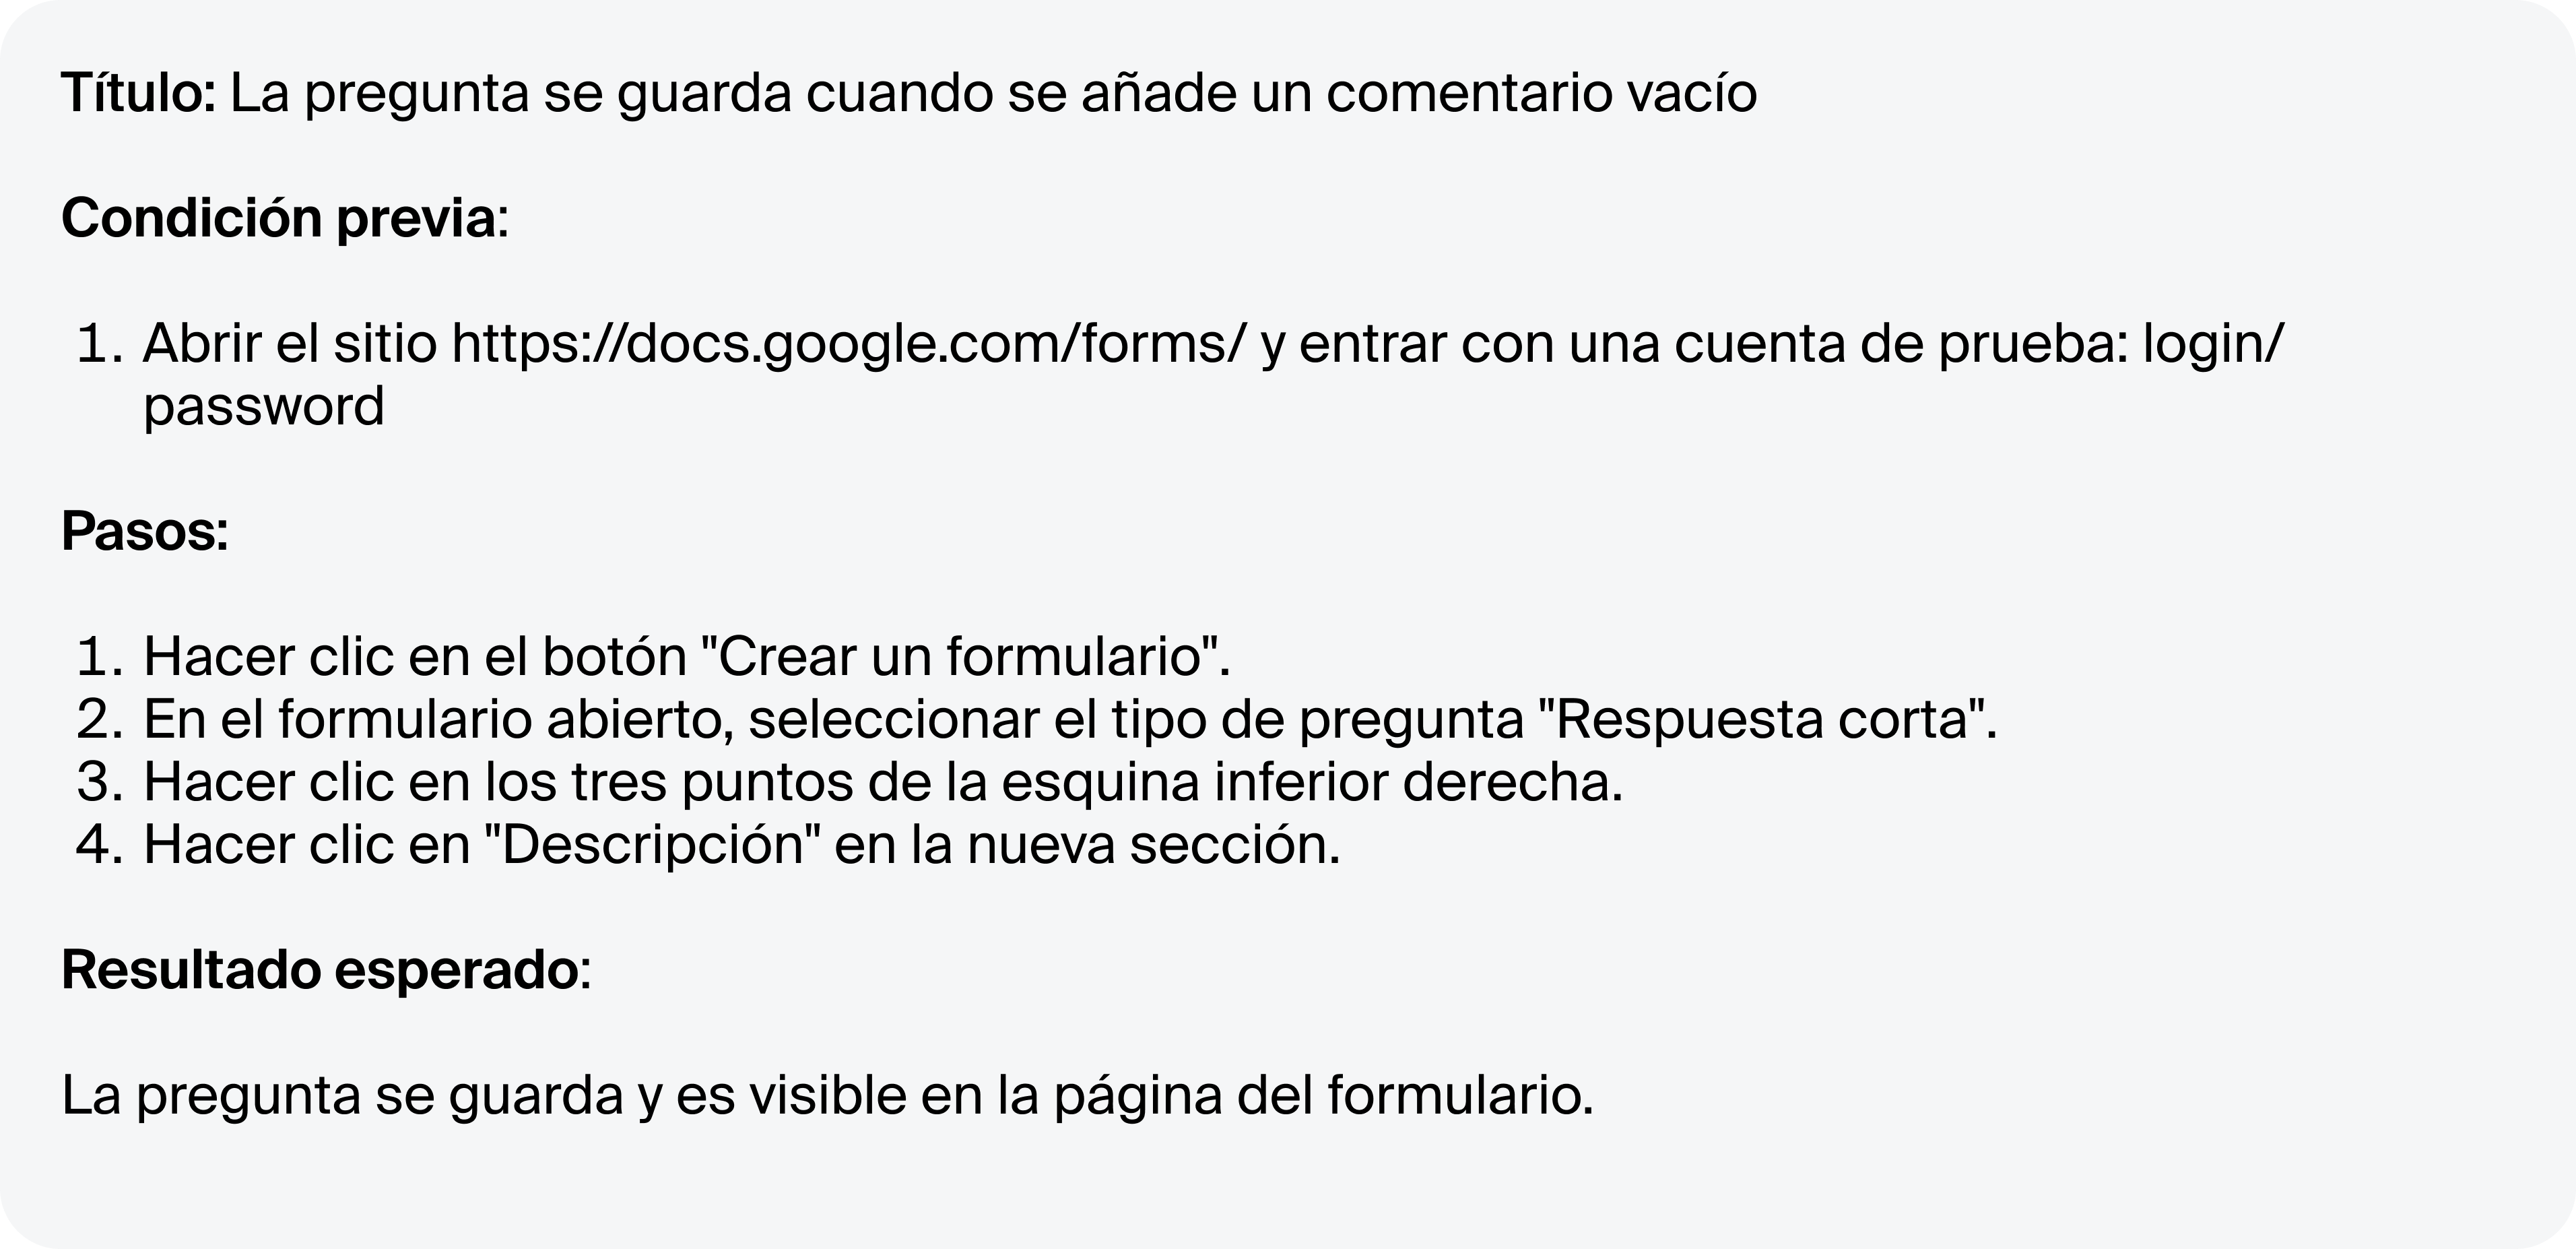 Título: La pregunta se guarda cuando se añade un comentario vacío
Condición previa:
1. Abrir el sitio https://docs.google.com/forms/ y entrar con una cuenta de prueba: login/
password
Pasos:
1. Hacer clic en el botón "Crear un formulario".
2. En el formulario abierto, seleccionar el tipo de pregunta "Respuesta corta".
3. Hacer clic en los tres puntos de la esquina inferior derecha.
4. Hacer clic en "Descripción" en la nueva sección.
Resultado esperado:
La pregunta se guarda y es visible en la página del formulario.